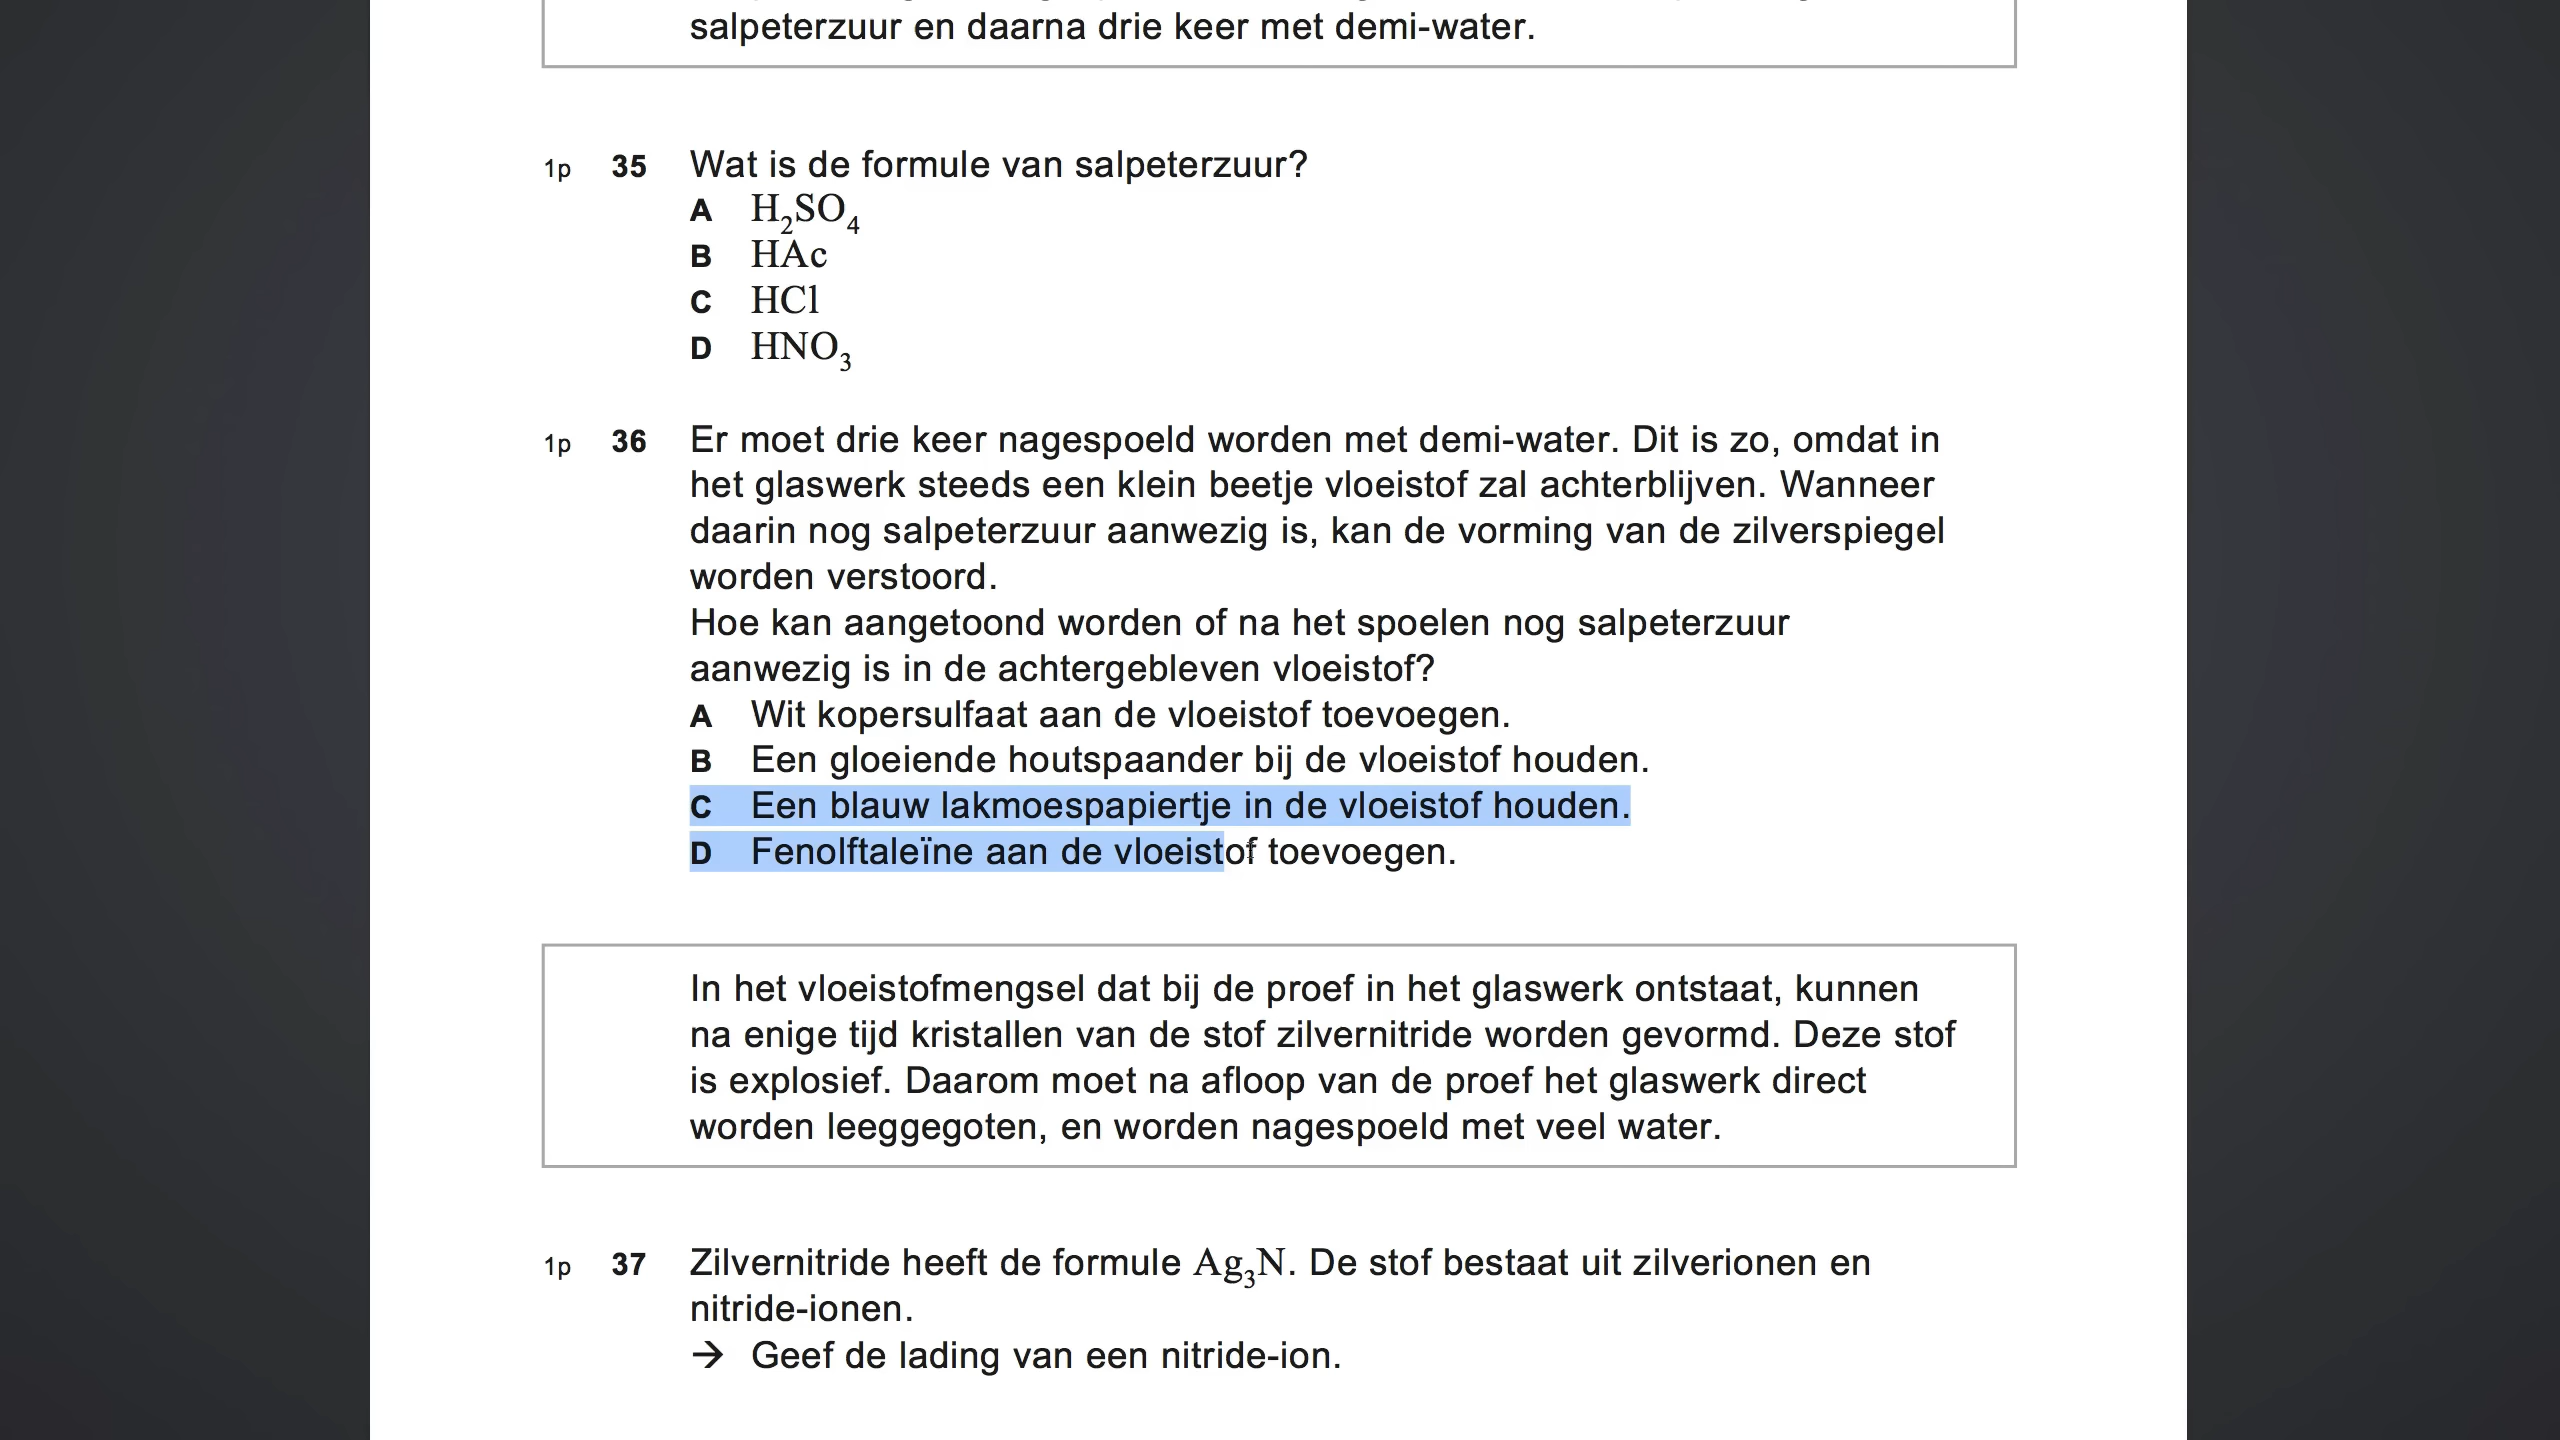 salpeterzuur en daarna drie keer met demi-water.
1p 35 Wat is de formule van salpeterzuur?
A H₂SO₄
B HAc
C HCl
D HNO₃
1p 36 Er moet drie keer nagespoeld worden met demi-water. Dit is zo, omdat in
het glaswerk steeds een klein beetje vloeistof zal achterblijven. Wanneer
daarin nog salpeterzuur aanwezig is, kan de vorming van de zilverspiegel
worden verstoord.
Hoe kan aangetoond worden of na het spoelen nog salpeterzuur
aanwezig is in de achtergebleven vloeistof?
A Wit kopersulfaat aan de vloeistof toevoegen.
B Een gloeiende houtspaander bij de vloeistof houden.
C Een blauw lakmoespapiertje in de vloeistof houden.
D Fenolftaleïne aan de vloeistof toevoegen.
In het vloeistofmengsel dat bij de proef in het glaswerk ontstaat, kunnen
na enige tijd kristallen van de stof zilvernitride worden gevormd. Deze stof
is explosief. Daarom moet na afloop van de proef het glaswerk direct
worden leeggegoten, en worden nagespoeld met veel water.
1p 37 Zilvernitride heeft de formule Ag₃N. De stof bestaat uit zilverionen en
nitride-ionen.
→ Geef de lading van een nitride-ion.